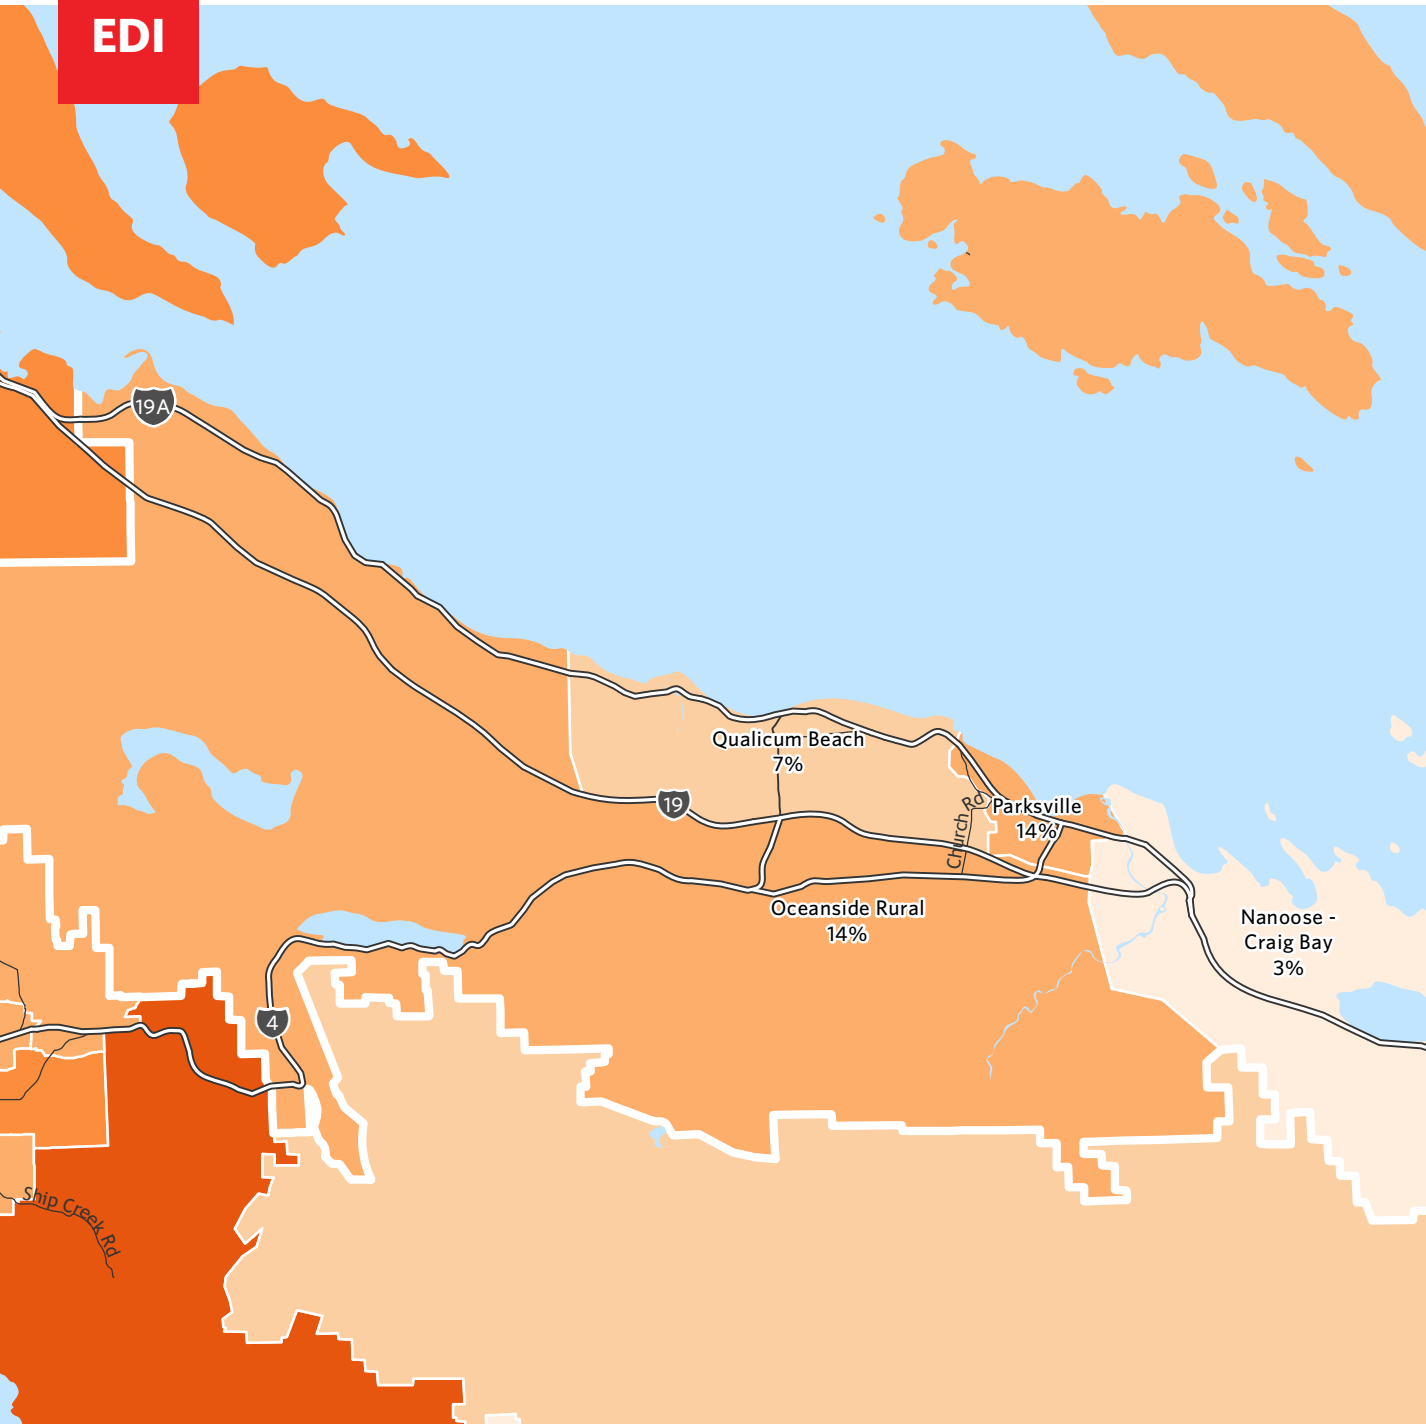 EDI
19A
Qualicum Beach
7%
19
Church Rd
Parksville
14%
Oceanside Rural
14%
Nanoose -
Craig Bay
3%
4
Ship Creek Rd